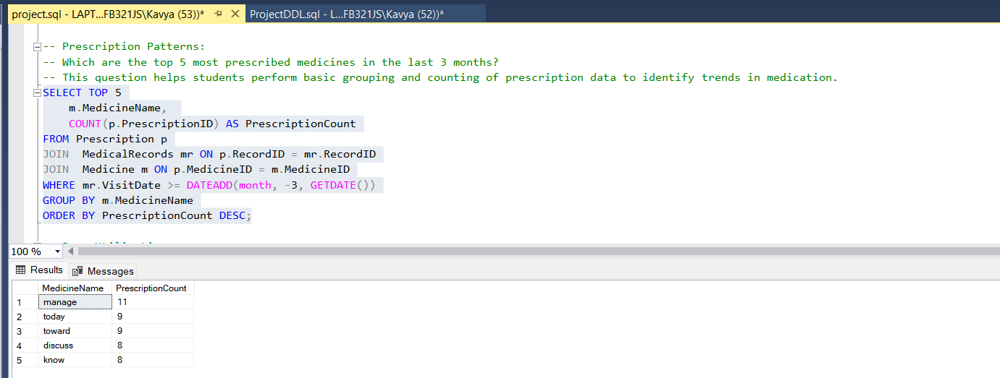 project.sql - LAPT...FB321JS\Kavya (53))* ProjectDDL.sql - L...FB321JS\Kavya (52))*
-- Prescription Patterns:
-- Which are the top 5 most prescribed medicines in the last 3 months?
-- This question helps students perform basic grouping and counting of prescription data to identify trends in medication.
SELECT TOP 5
m.MedicineName,
COUNT(p.PrescriptionID) AS PrescriptionCount
FROM Prescription p
JOIN MedicalRecords mr ON p.RecordID = mr.RecordID
JOIN Medicine m ON p.MedicineID = m.MedicineID
WHERE mr.VisitDate >= DATEADD(month, -3, GETDATE())
GROUP BY m.MedicineName
ORDER BY PrescriptionCount DESC;
100 %
Results Messages
MedicineName PrescriptionCount
1 manage 11
2 today 9
3 toward 9
4 discuss 8
5 know 8